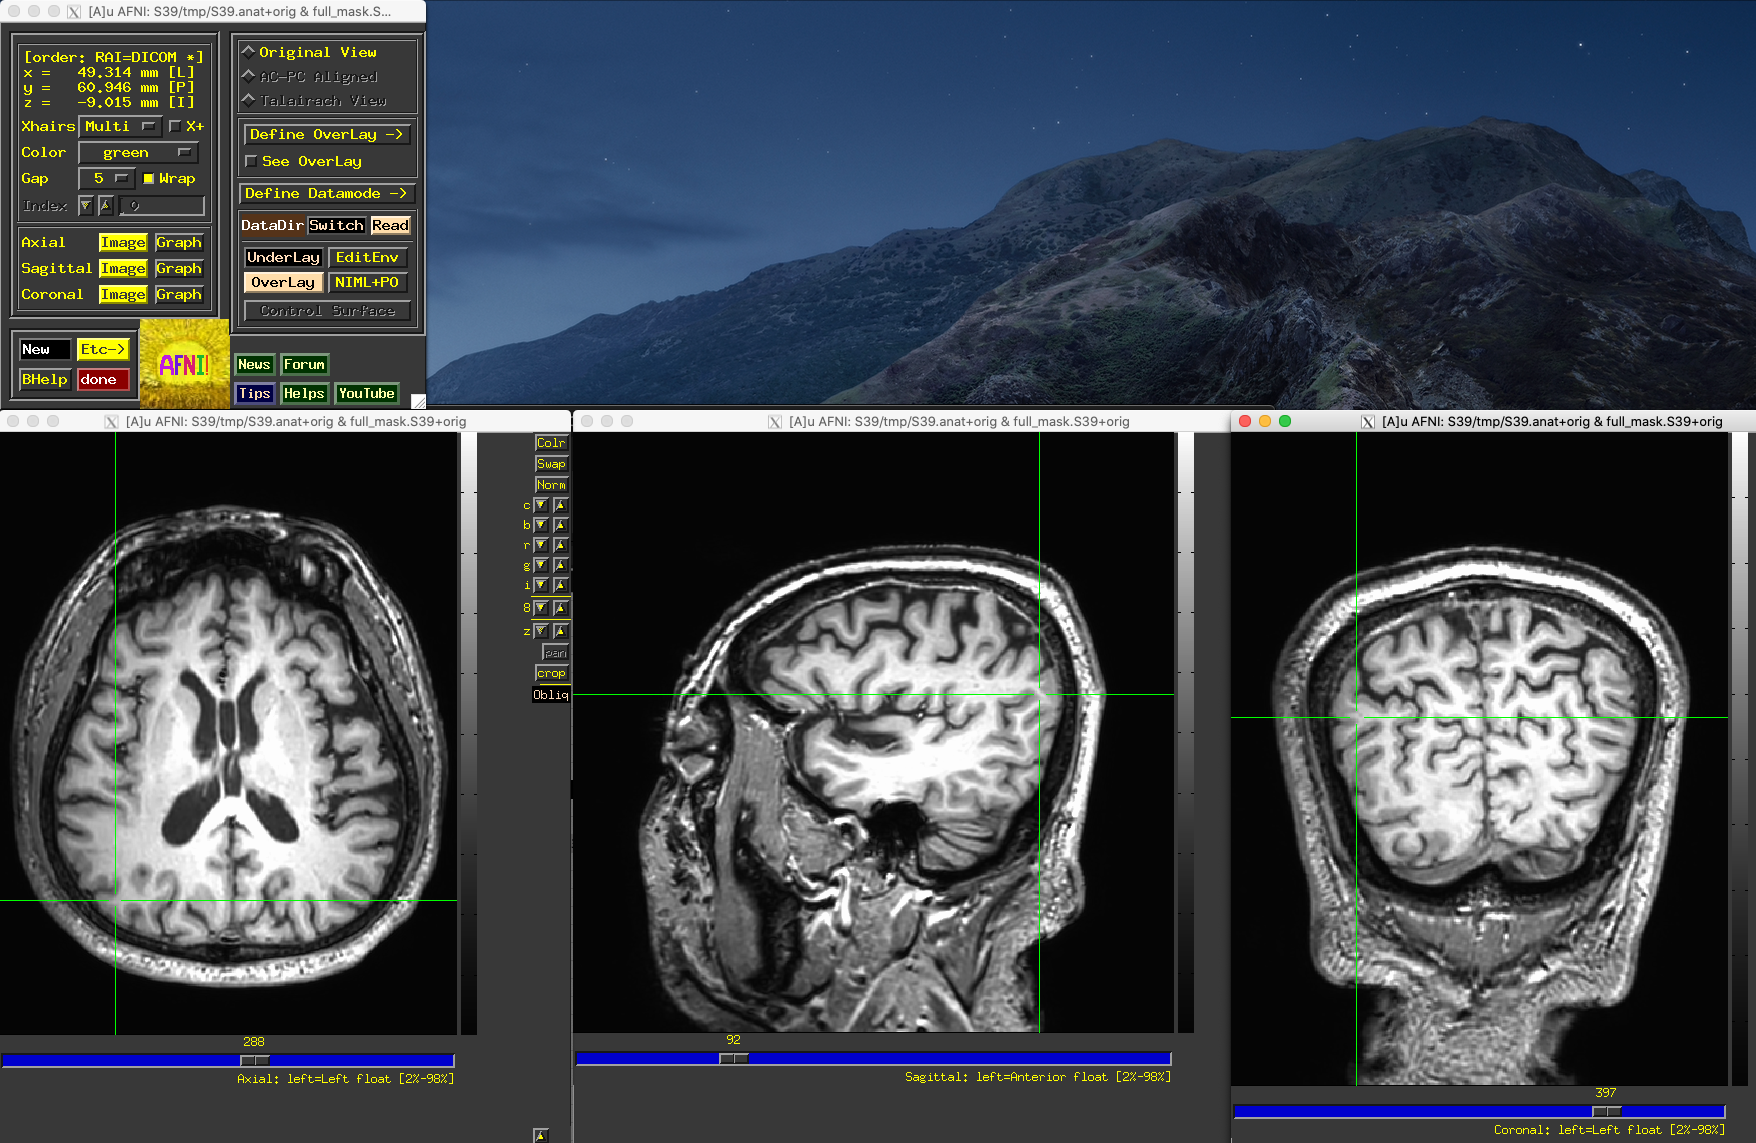 [A]u AFNI: S39/tmp/S39.anat+orig & full_mask.S...
[order: RAI=DICOM *]
x = 49.314 mm [L]
y = 60.946 mm [P]
z = -9.015 mm [I]
Xhairs Multi X+
Color green
Gap 5 Wrap
Index 0
Axial Image Graph
Sagittal Image Graph
Coronal Image Graph
New Etc->
BHelp done
AFNI!
Original View
AC-PC Aligned
Talairach View
Define OverLay ->
See OverLay
Define Datamode ->
DataDir Switch Read
UnderLay EditEnv
OverLay NIML+PO
Control Surface
News Forum
Tips Helps YouTube
[A]u AFNI: S39/tmp/S39.anat+orig & full_mask.S39+orig
Colr
Swap
Norm
c
b
r
g
i
8
z
pan
crop
Obliq
288
Axial: left=Left float [2%-98%]
[A]u AFNI: S39/tmp/S39.anat+orig & full_mask.S39+orig
92
Sagittal: left=Anterior float [2%-98%]
[A]u AFNI: S39/tmp/S39.anat+orig & full_mask.S39+orig
397
Coronal: left=Left float [2%-98%]